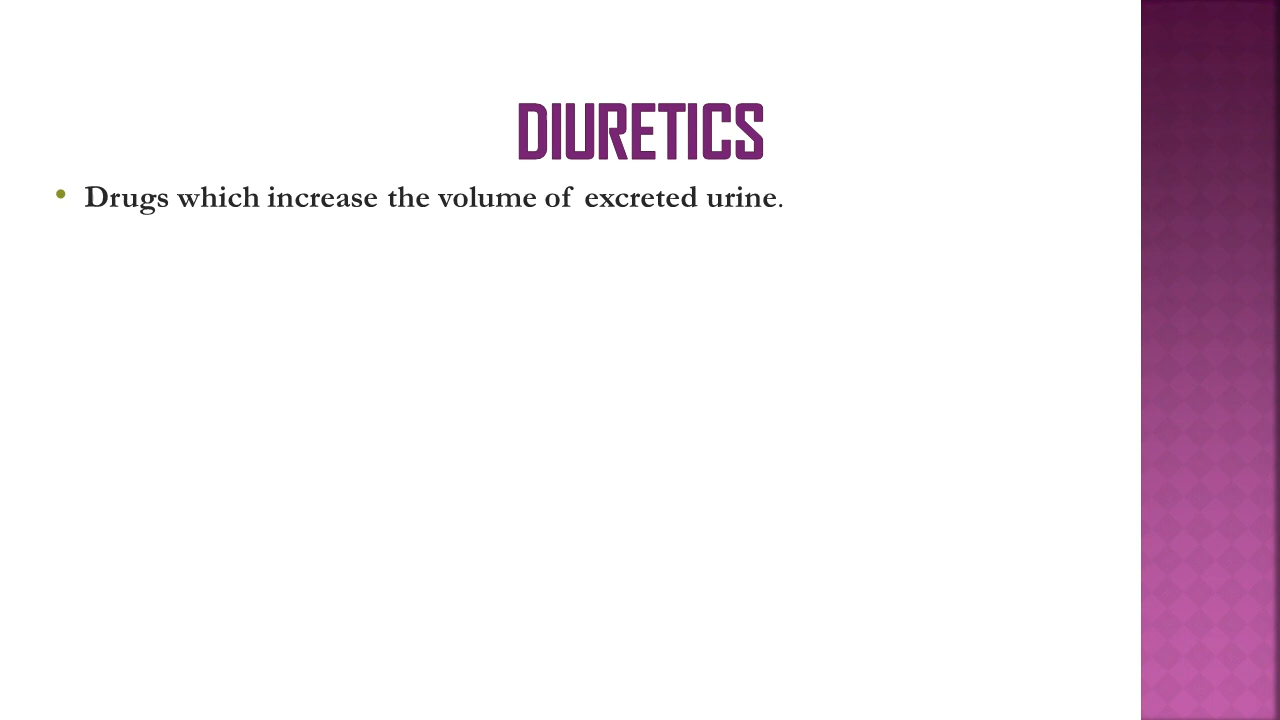 DIURETICS
• Drugs which increase the volume of excreted urine.